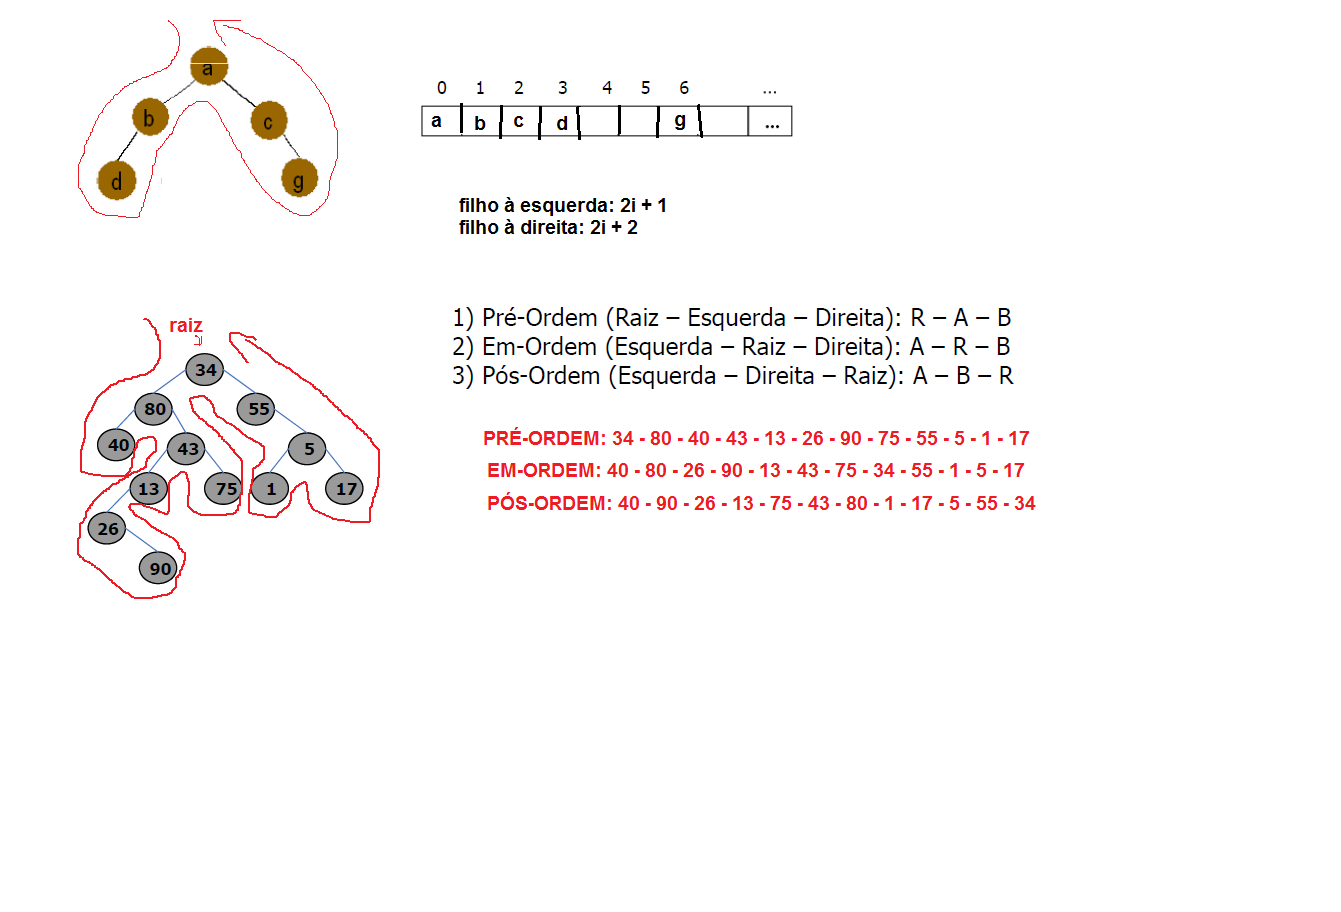 a
b
c
d
g
0 1 2 3 4 5 6 ...
a b c d g ...
filho à esquerda: 2i + 1
filho à direita: 2i + 2
raiz
34
80
55
40
43
5
13
75
1
17
26
90
1) Pré-Ordem (Raiz – Esquerda – Direita): R – A – B
2) Em-Ordem (Esquerda – Raiz – Direita): A – R – B
3) Pós-Ordem (Esquerda – Direita – Raiz): A – B – R
PRÉ-ORDEM: 34 - 80 - 40 - 43 - 13 - 26 - 90 - 75 - 55 - 5 - 1 - 17
EM-ORDEM: 40 - 80 - 26 - 90 - 13 - 43 - 75 - 34 - 55 - 1 - 5 - 17
PÓS-ORDEM: 40 - 90 - 26 - 13 - 75 - 43 - 80 - 1 - 17 - 5 - 55 - 34